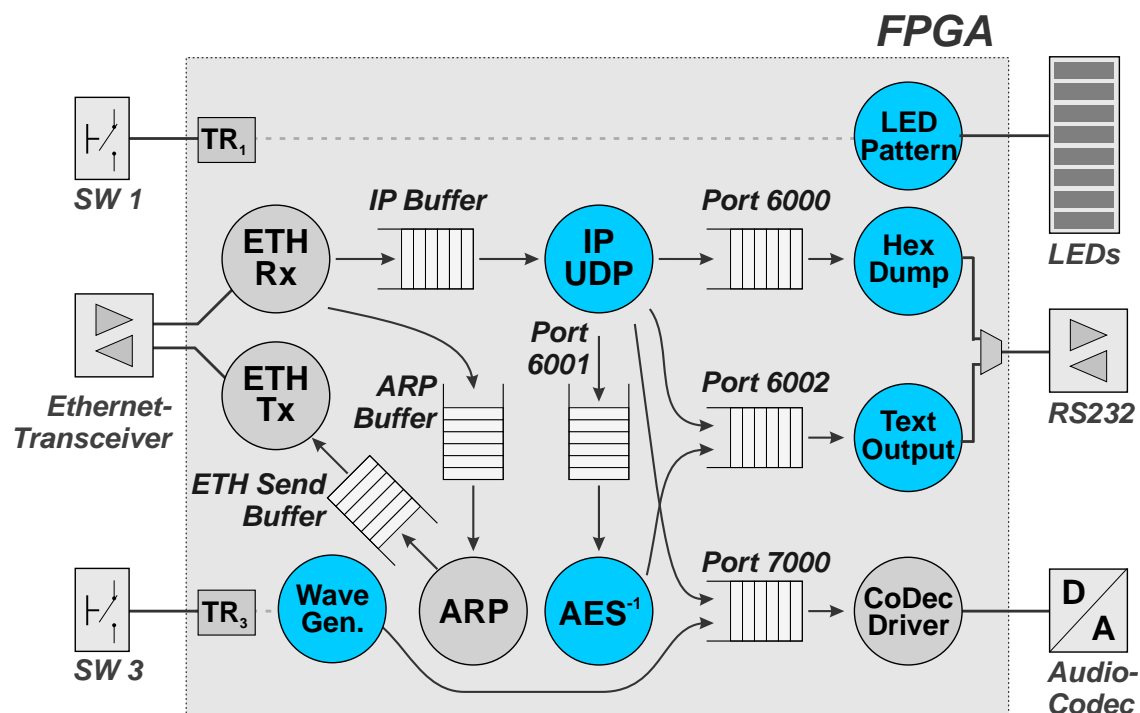 FPGA
TR1
LED
Pattern
SW 1
IP Buffer
Port 6000
ETH
Rx
IP
UDP
Hex
Dump
LEDs
Port
6001
ETH
Tx
ARP
Buffer
Port 6002
Text
Output
Ethernet-
Transceiver
RS232
ETH Send
Buffer
Port 7000
TR3
Wave
Gen.
ARP
AES-1
CoDec
Driver
D
A
SW 3
Audio-
Codec